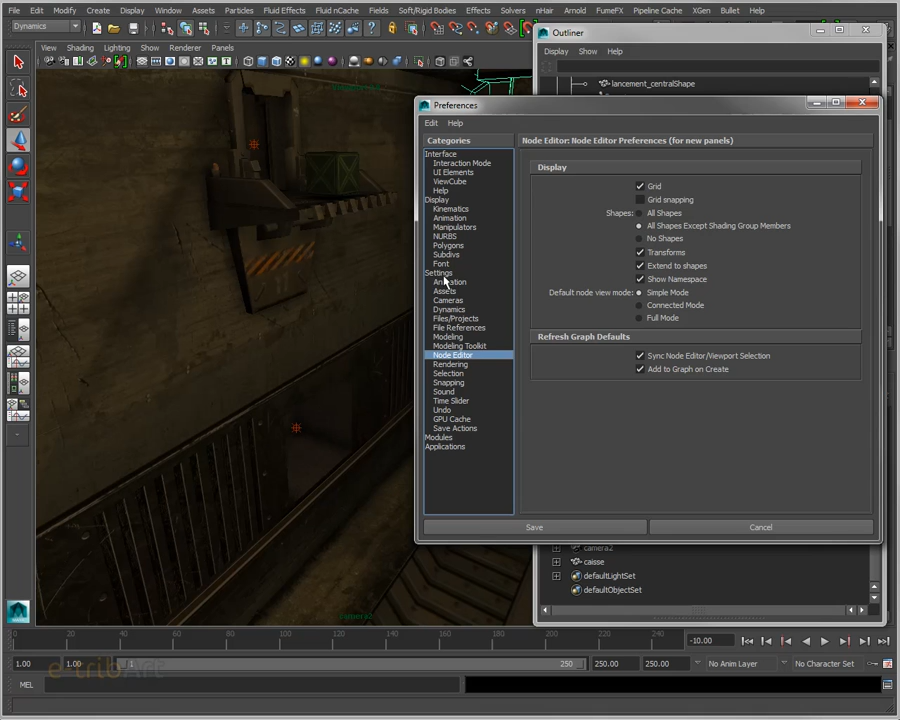 File Edit Modify Create Display Window Assets Particles Fluid Effects Fluid nCache Fields Soft/Rigid Bodies Effects Solvers nHair Arnold FumeFX Pipeline Cache XGen Bullet Help
Dynamics
Outliner
View Shading Lighting Show Renderer Panels
Display Show Help
lancement_centralShape
Preferences
Edit Help
Categories
Node Editor: Node Editor Preferences (for new panels)
Interface
Interaction Mode
UI Elements
ViewCube
Help
Display
Kinematics
Animation
Manipulators
NURBS
Polygons
Subdivs
Font
Settings
Animation
Assets
Cameras
Dynamics
Files/Projects
File References
Modeling
Modeling Toolkit
Node Editor
Rendering
Selection
Snapping
Sound
Time Slider
Undo
GPU Cache
Save Actions
Modules
Applications
Display
Grid
Grid snapping
Shapes: All Shapes
All Shapes Except Shading Group Members
No Shapes
Transforms
Extend to shapes
Show Namespace
Default node view mode: Simple Mode
Connected Mode
Full Mode
Refresh Graph Defaults
Sync Node Editor/Viewport Selection
Add to Graph on Create
Save Cancel
camera2
caisse
defaultLightSet
defaultObjectSet
camera2
0 20 40 60 80 100 120 140 160 180 200 220 240
-10.00
1.00 1.00 1 250 250.00 250.00 No Anim Layer No Character Set
e-tribArt
MEL